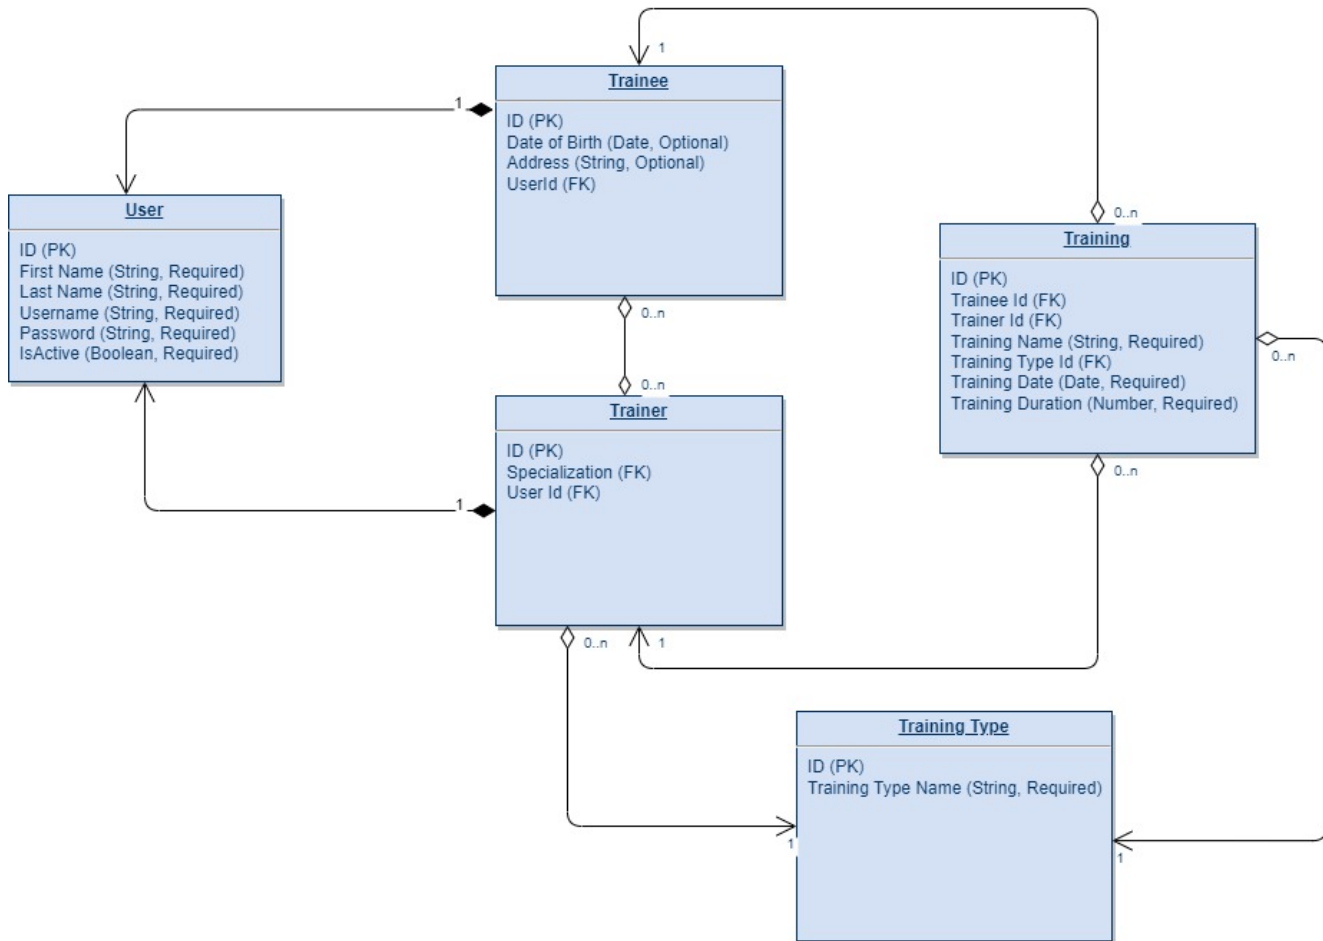 1
Trainee
ID (PK)
Date of Birth (Date, Optional)
Address (String, Optional)
UserId (FK)
1
User
ID (PK)
First Name (String, Required)
Last Name (String, Required)
Username (String, Required)
Password (String, Required)
IsActive (Boolean, Required)
0..n
Training
ID (PK)
Trainee Id (FK)
Trainer Id (FK)
Training Name (String, Required)
Training Type Id (FK)
Training Date (Date, Required)
Training Duration (Number, Required)
0..n
0..n
0..n
0..n
Trainer
ID (PK)
Specialization (FK)
User Id (FK)
1
0..n
1
Training Type
ID (PK)
Training Type Name (String, Required)
1
1